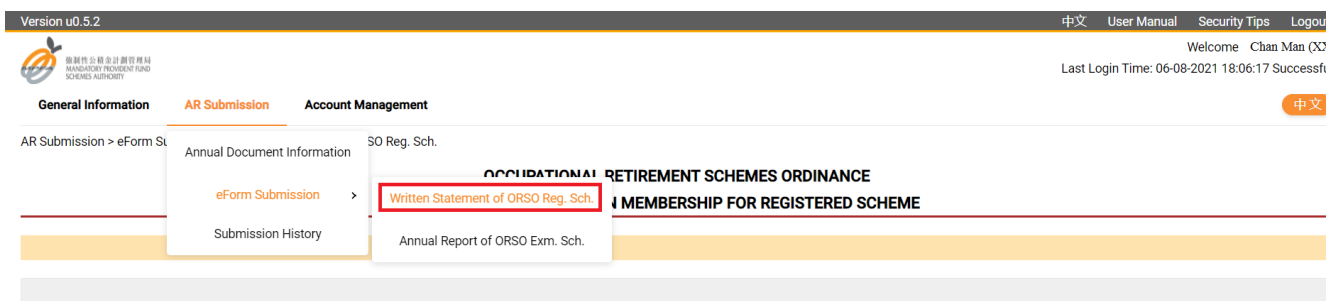 Version u0.5.2 中文 User Manual Security Tips Logou
強制性公積金計劃管理局
MANDATORY PROVIDENT FUND
SCHEMES AUTHORITY
Welcome Chan Man (XX
Last Login Time: 06-08-2021 18:06:17 Successfu
General Information AR Submission Account Management 中文
AR Submission > eForm Su SO Reg. Sch.
Annual Document Information
OCCUPATIONAL RETIREMENT SCHEMES ORDINANCE
eForm Submission > Written Statement of ORSO Reg. Sch. N MEMBERSHIP FOR REGISTERED SCHEME
Submission History Annual Report of ORSO Exm. Sch.